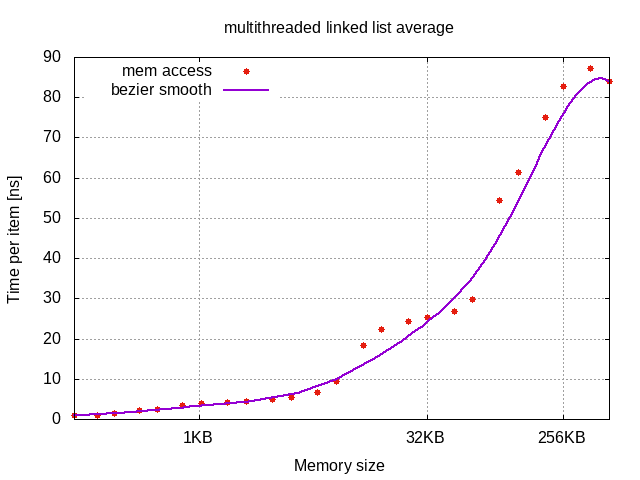 multithreaded linked list average
mem access
bezier smooth
90
80
70
60
50
40
30
20
10
0
Time per item [ns]
1KB 32KB 256KB
Memory size